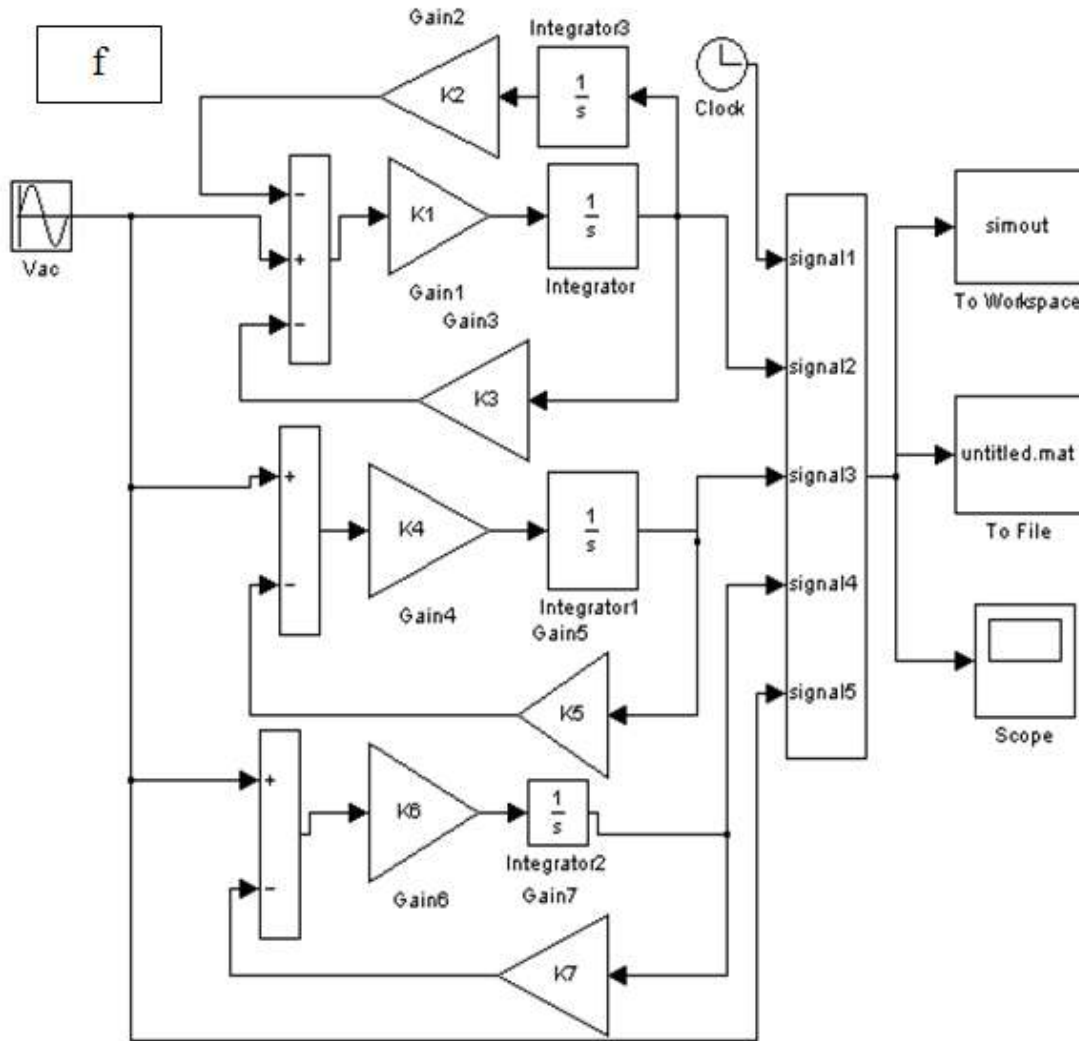 f
Gain2
K2
Integrator3
1
s
Clock
Vac
−
+
−
K1
Gain1
1
s
Integrator
Gain3
K3
+
−
K4
Gain4
1
s
Integrator1
Gain5
K5
+
−
K6
Gain6
1
s
Integrator2
Gain7
K7
signal1
signal2
signal3
signal4
signal5
simout
To Workspace
untitled.mat
To File
Scope